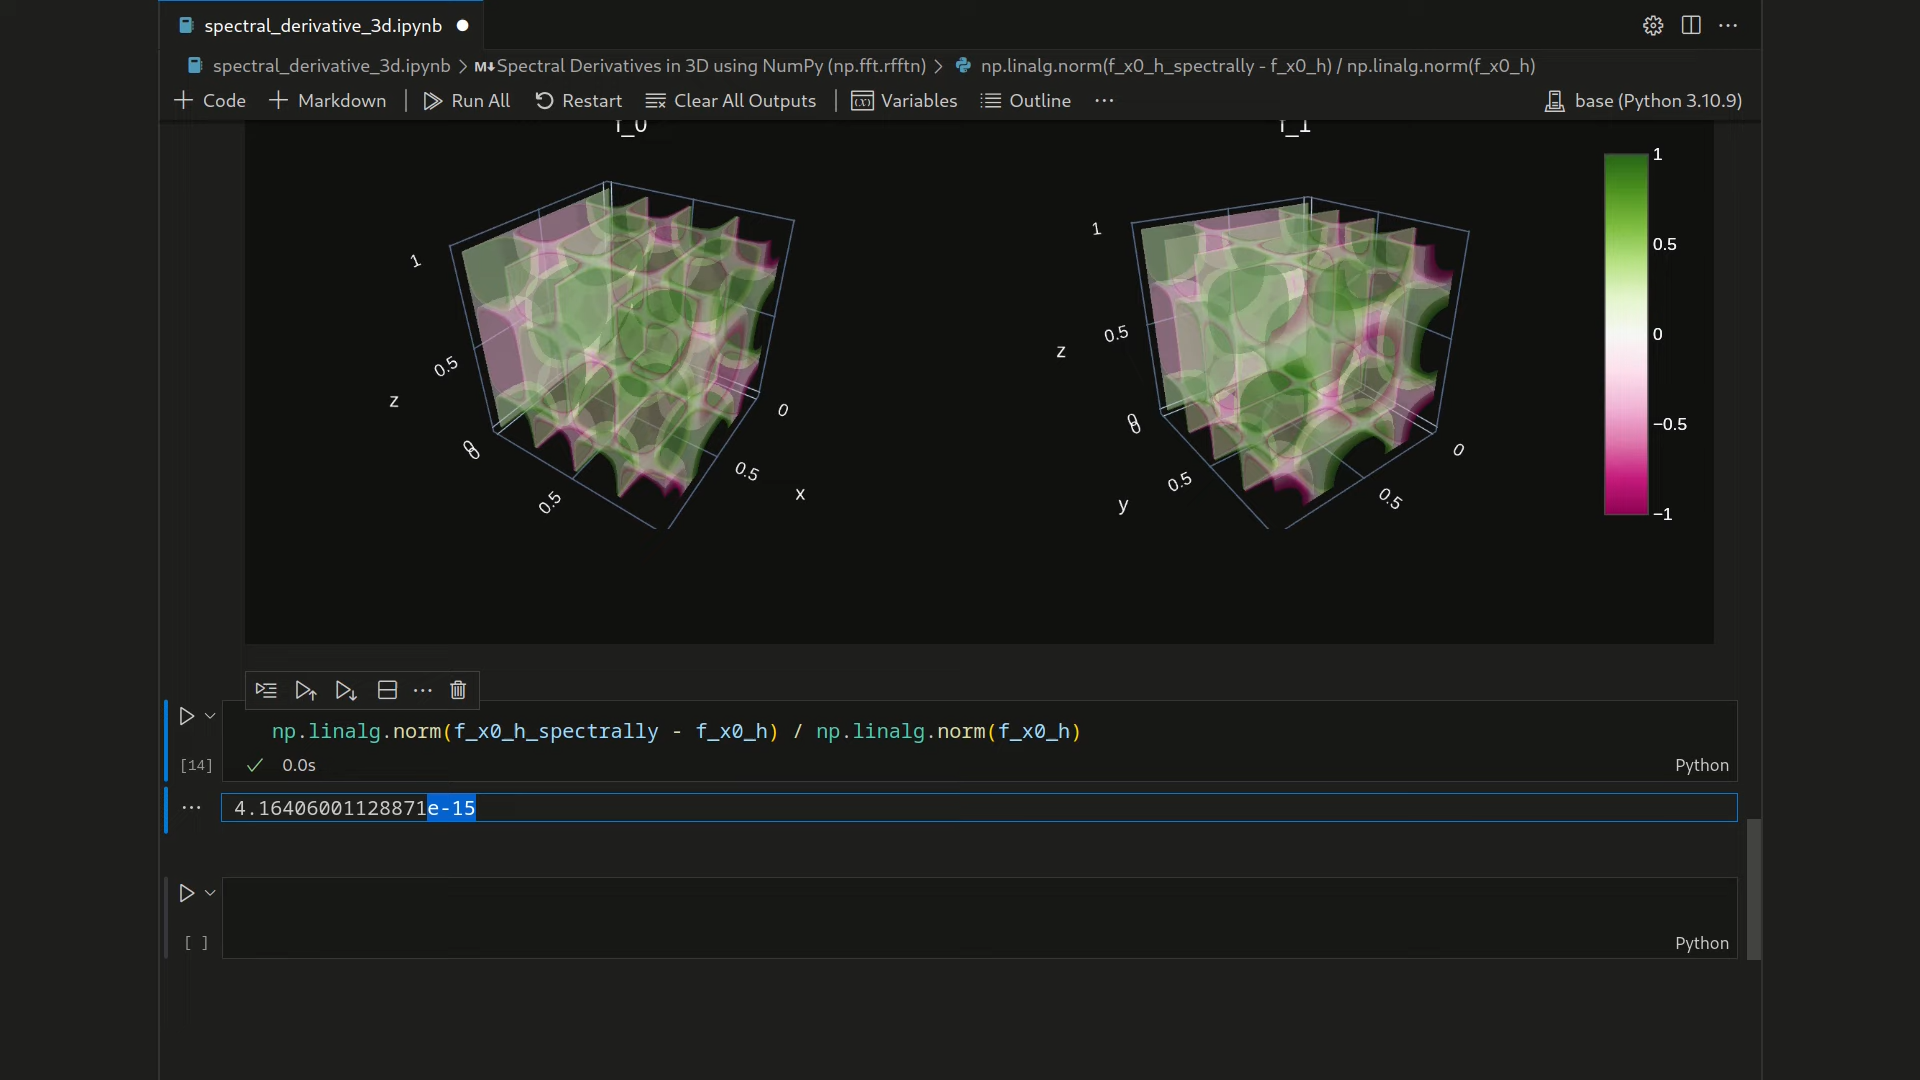 spectral_derivative_3d.ipynb
spectral_derivative_3d.ipynb > M↓Spectral Derivatives in 3D using NumPy (np.fft.rfftn) > np.linalg.norm(f_x0_h_spectrally - f_x0_h) / np.linalg.norm(f_x0_h)
+ Code + Markdown | Run All Restart Clear All Outputs | (x) Variables Outline ··· base (Python 3.10.9)
f_0 f_1
1
0.5
z
0
0
0.5
0.5
x
0
1
0.5
z
0
0
0.5
y
0.5
0
1
0.5
0
−0.5
−1
np.linalg.norm(f_x0_h_spectrally - f_x0_h) / np.linalg.norm(f_x0_h)
[14] 0.0s Python
4.16406001128871e-15
[ ] Python